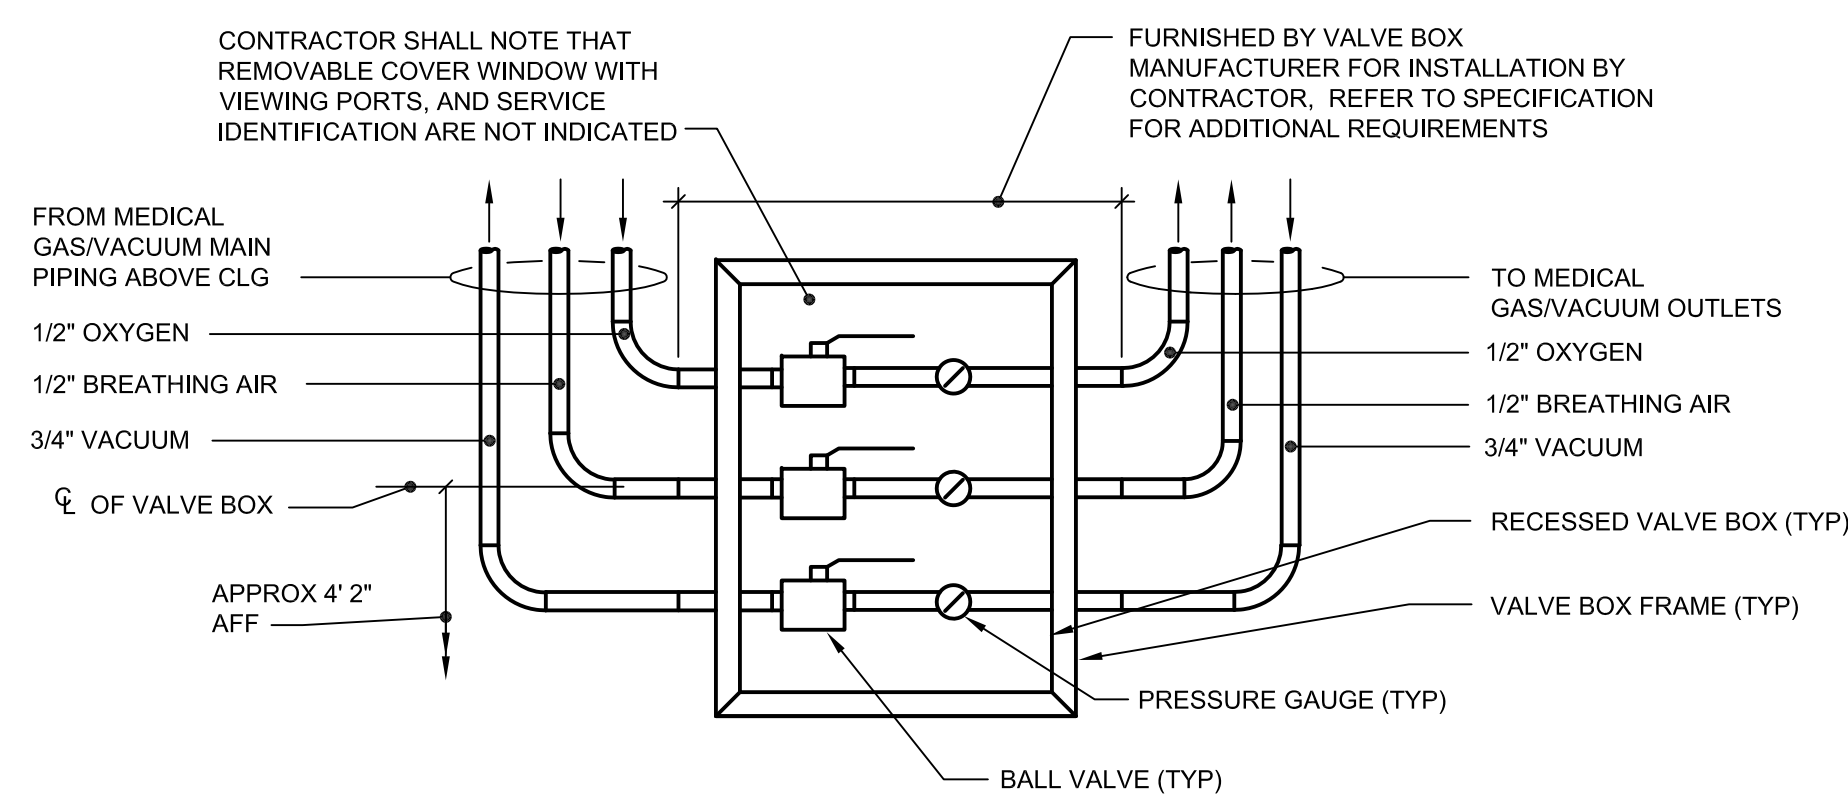 CONTRACTOR SHALL NOTE THAT
REMOVABLE COVER WINDOW WITH
VIEWING PORTS, AND SERVICE
IDENTIFICATION ARE NOT INDICATED
FURNISHED BY VALVE BOX
MANUFACTURER FOR INSTALLATION BY
CONTRACTOR, REFER TO SPECIFICATION
FOR ADDITIONAL REQUIREMENTS
FROM MEDICAL
GAS/VACUUM MAIN
PIPING ABOVE CLG
1/2" OXYGEN
1/2" BREATHING AIR
3/4" VACUUM
℄ OF VALVE BOX
APPROX 4' 2"
AFF
TO MEDICAL
GAS/VACUUM OUTLETS
1/2" OXYGEN
1/2" BREATHING AIR
3/4" VACUUM
RECESSED VALVE BOX (TYP)
VALVE BOX FRAME (TYP)
PRESSURE GAUGE (TYP)
BALL VALVE (TYP)